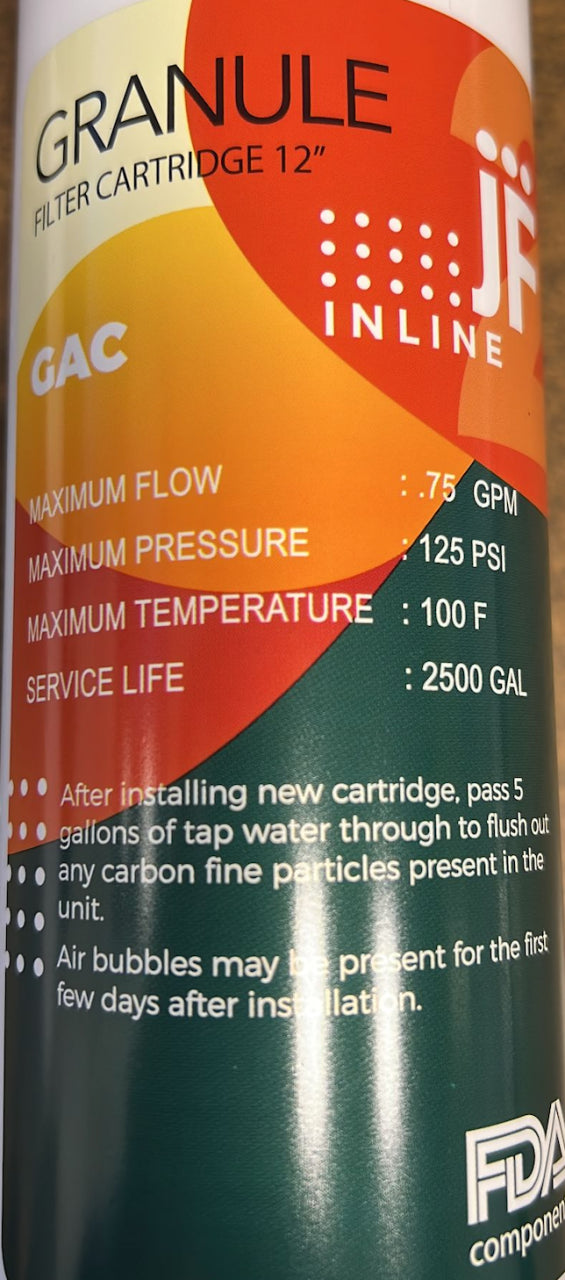 GRANULE
FILTER CARTRIDGE 12”
JF
INLINE
GAC
MAXIMUM FLOW : .75 GPM
MAXIMUM PRESSURE : 125 PSI
MAXIMUM TEMPERATURE : 100 F
SERVICE LIFE : 2500 GAL
After installing new cartridge, pass 5
gallons of tap water through to flush out
any carbon fine particles present in the
unit.
Air bubbles may be present for the first
few days after installation.
FDA